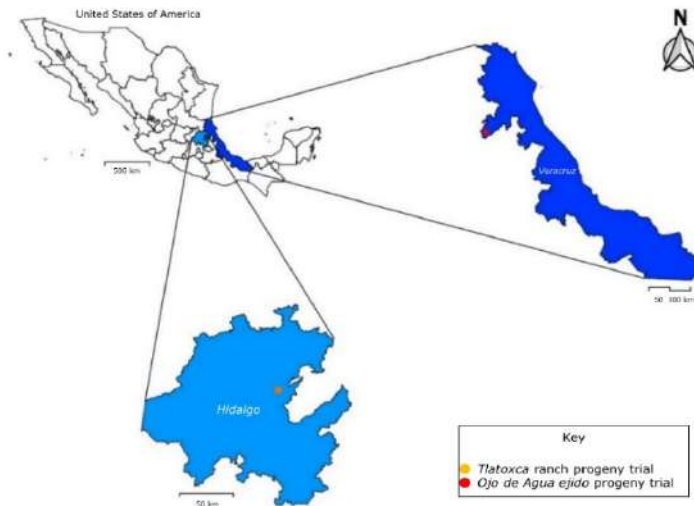 United States of America
N
500 km
Veracruz
50 100 km
Hidalgo
50 km
Key
Tlatoxca ranch progeny trial
Ojo de Agua ejido progeny trial